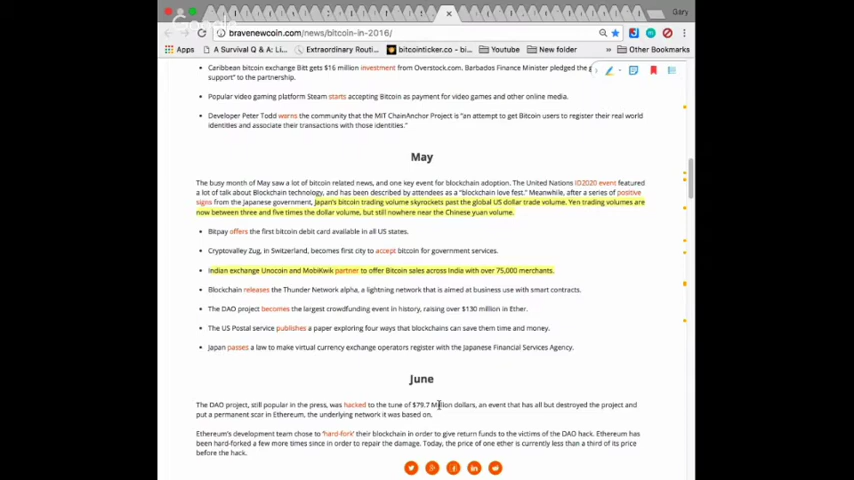 Google
Gary
bravenewcoin.com/news/bitcoin-in-2016/
Apps A Survival Q & L... Extraordinary Routi... bitcointicker.co - bi... Youtube New folder » Other Bookmarks
Caribbean bitcoin exchange Bitt gets $16 million investment from Overstock.com. Barbados Finance Minister pledged the g
support" to the partnership.
Popular video gaming platform Steam starts accepting Bitcoin as payment for video games and other online media.
Developer Peter Todd warns the community that the MIT ChainAnchor Project is "an attempt to get Bitcoin users to register their real world
identities and associate their transactions with those identities."
May
The busy month of May saw a lot of bitcoin related news, and one key event for blockchain adoption. The United Nations ID2020 event featured
a lot of talk about Blockchain technology, and has been described by attendees as a "blockchain love fest." Meanwhile, after a series of positive
signs from the Japanese government, Japan's bitcoin trading volume skyrockets past the global US dollar trade volume. Yen trading volumes are
now between three and five times the dollar volume, but still nowhere near the Chinese yuan volume.
Bitpay offers the first bitcoin debit card available in all US states.
Cryptovalley Zug, in Switzerland, becomes first city to accept bitcoin for government services.
Indian exchange Unocoin and MobiKwik partner to offer Bitcoin sales across India with over 75,000 merchants.
Blockchain releases the Thunder Network alpha, a lightning network that is aimed at business use with smart contracts.
The DAO project becomes the largest crowdfunding event in history, raising over $130 million in Ether.
The US Postal service publishes a paper exploring four ways that blockchains can save them time and money.
Japan passes a law to make virtual currency exchange operators register with the Japanese Financial Services Agency.
June
The DAO project, still popular in the press, was hacked to the tune of $79.7 Million dollars, an event that has all but destroyed the project and
put a permanent scar in Ethereum, the underlying network it was based on.
Ethereum's development team chose to 'hard-fork' their blockchain in order to give return funds to the victims of the DAO hack. Ethereum has
been hard-forked a few more times since in order to repair the damage. Today, the price of one ether is currently less than a third of its price
before the hack.